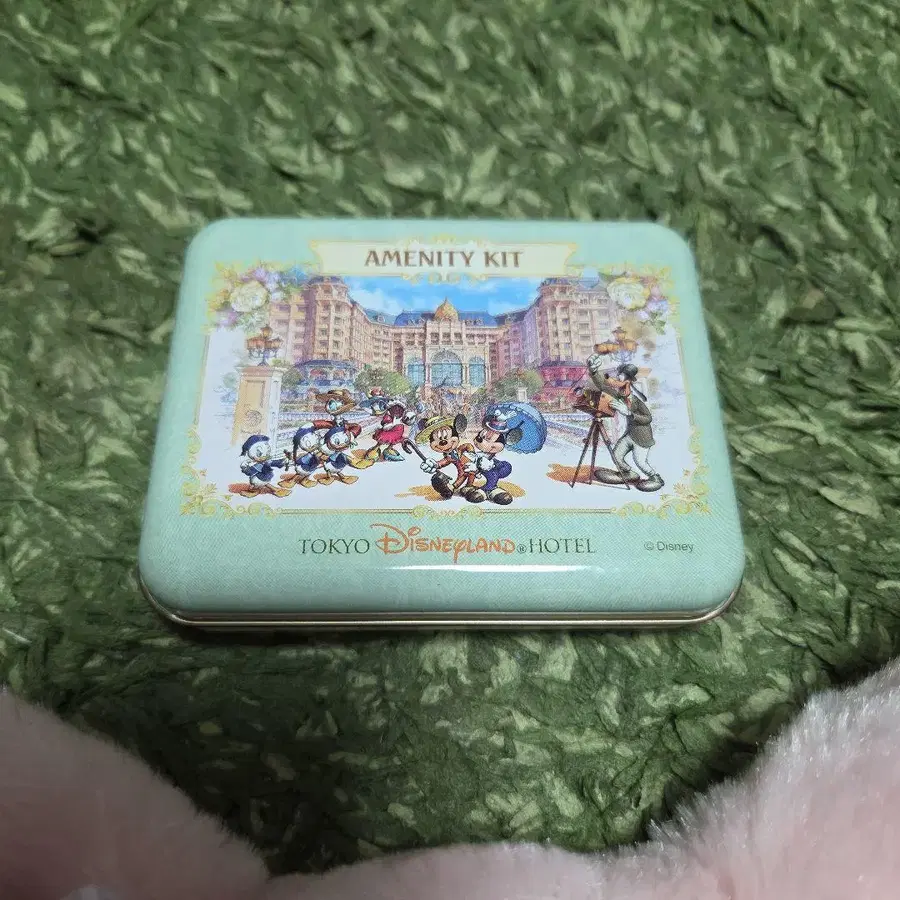 AMENITY KIT
TOKYO DISNEYLAND® HOTEL
© Disney